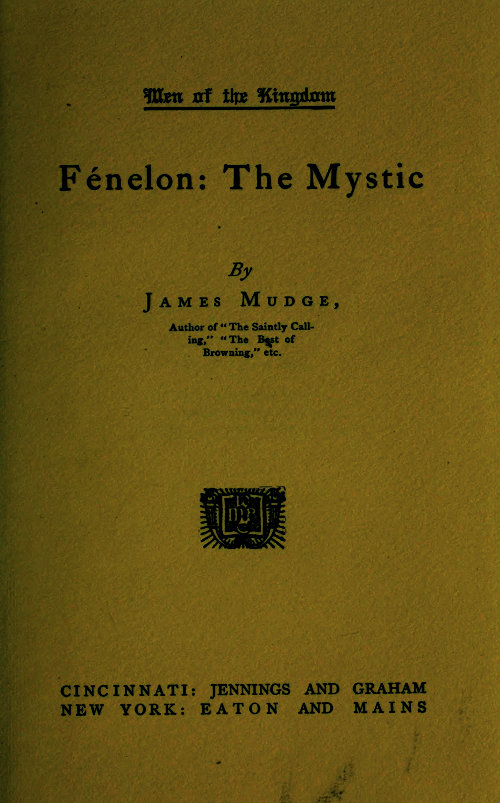 Men of the Kingdom
Fénelon: The Mystic
By
JAMES MUDGE,
Author of "The Saintly Call-
ing," "The Best of
Browning," etc.
CINCINNATI: JENNINGS AND GRAHAM
NEW YORK: EATON AND MAINS